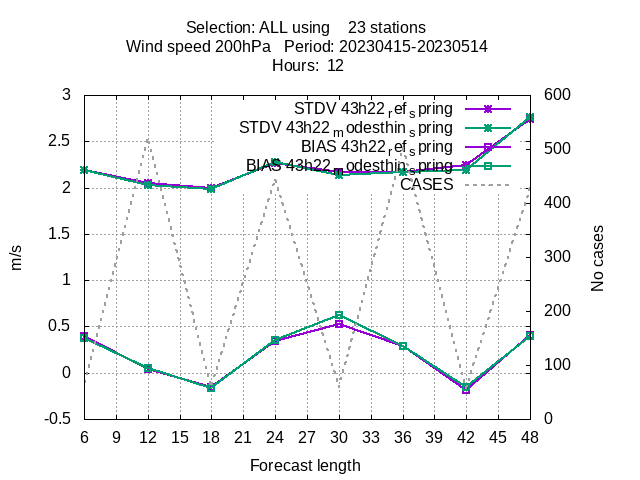 Selection: ALL using 23 stations
Wind speed 200hPa Period: 20230415-20230514
Hours: 12
STDV 43h22_ref_spring
STDV 43h22_modesthin_spring
BIAS 43h22_ref_spring
BIAS 43h22_modesthin_spring
CASES
3
2.5
2
1.5
1
0.5
0
-0.5
600
500
400
300
200
100
0
m/s
No cases
6 9 12 15 18 21 24 27 30 33 36 39 42 45 48
Forecast length